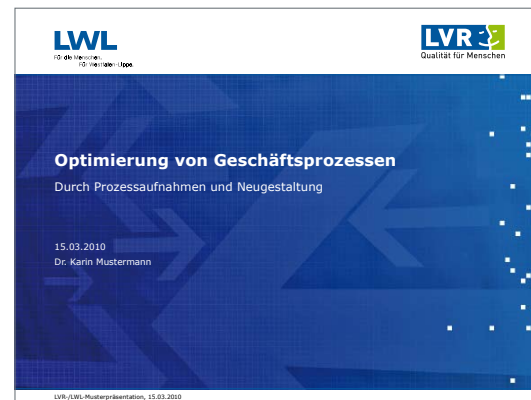 LWL
Für die Menschen.
Für Westfalen-Lippe.
LVR
Qualität für Menschen
Optimierung von Geschäftsprozessen
Durch Prozessaufnahmen und Neugestaltung
15.03.2010
Dr. Karin Mustermann
LVR-/LWL-Musterpräsentation, 15.03.2010